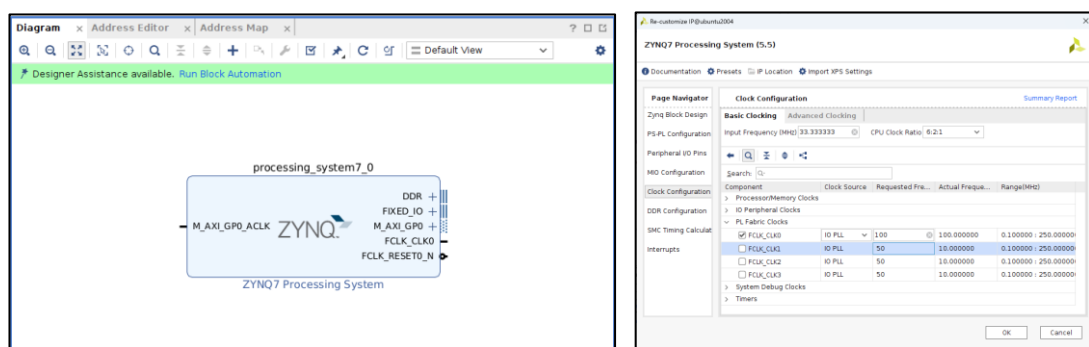 Diagram x Address Editor x Address Map x
Default View
Designer Assistance available. Run Block Automation
processing_system7_0
DDR
FIXED_IO
M_AXI_GP0_ACLK ZYNQ M_AXI_GP0
FCLK_CLK0
FCLK_RESET0_N
ZYNQ7 Processing System
Re-customize IP@ubuntu2004
ZYNQ7 Processing System (5.5)
Documentation Presets IP Location Import XPS Settings
Page Navigator
Zynq Block Design
PS-PL Configuration
Peripheral I/O Pins
MIO Configuration
Clock Configuration
DDR Configuration
SMC Timing Calculat
Interrupts
Clock Configuration Summary Report
Basic Clocking Advanced Clocking
Input Frequency (MHz) 33.333333 CPU Clock Ratio 6:2:1
Search:
Component Clock Source Requested Fre... Actual Freque... Range(MHz)
> Processor/Memory Clocks
> IO Peripheral Clocks
PL Fabric Clocks
FCLK_CLK0 IO PLL 100 100.000000 0.100000 : 250.000000
FCLK_CLK1 IO PLL 50 10.000000 0.100000 : 250.000000
FCLK_CLK2 IO PLL 50 10.000000 0.100000 : 250.000000
FCLK_CLK3 IO PLL 50 10.000000 0.100000 : 250.000000
> System Debug Clocks
> Timers
OK Cancel